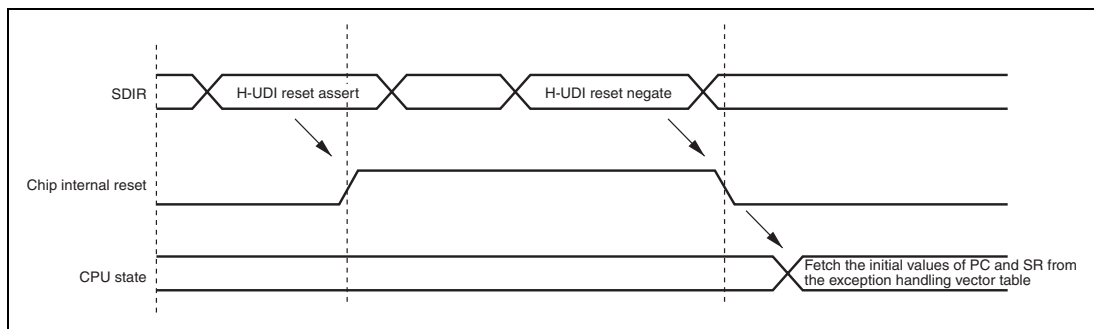 SDIR
H-UDI reset assert
H-UDI reset negate
Chip internal reset
CPU state
Fetch the initial values of PC and SR from
the exception handling vector table